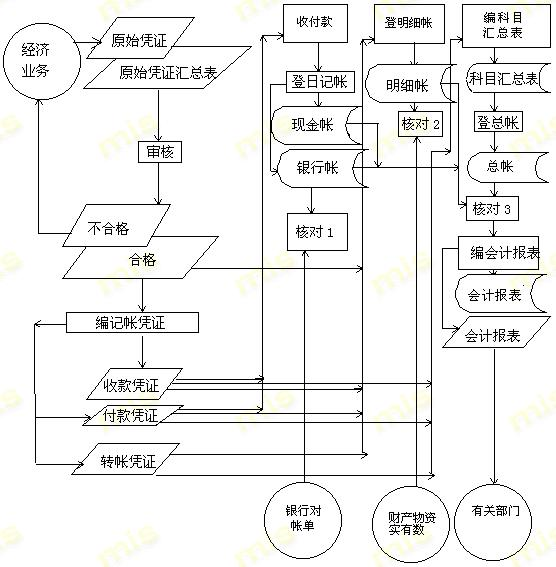 经济
业务
原始凭证
原始凭证汇总表
审核
不合格
合格
编记帐凭证
收款凭证
付款凭证
转帐凭证
收付款
登日记帐
现金帐
银行帐
核对1
银行对
帐单
登明细帐
明细帐
核对2
财产物资
实有数
编科目
汇总表
科目汇总表
登总帐
总帐
核对3
编会计报表
会计报表
会计报表
有关部门
mis